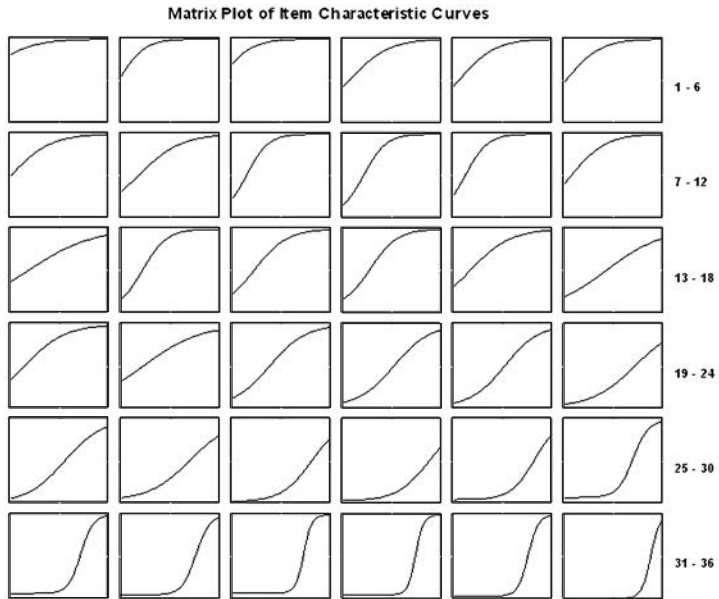 Matrix Plot of Item Characteristic Curves
1 - 6
7 - 12
13 - 18
19 - 24
25 - 30
31 - 36